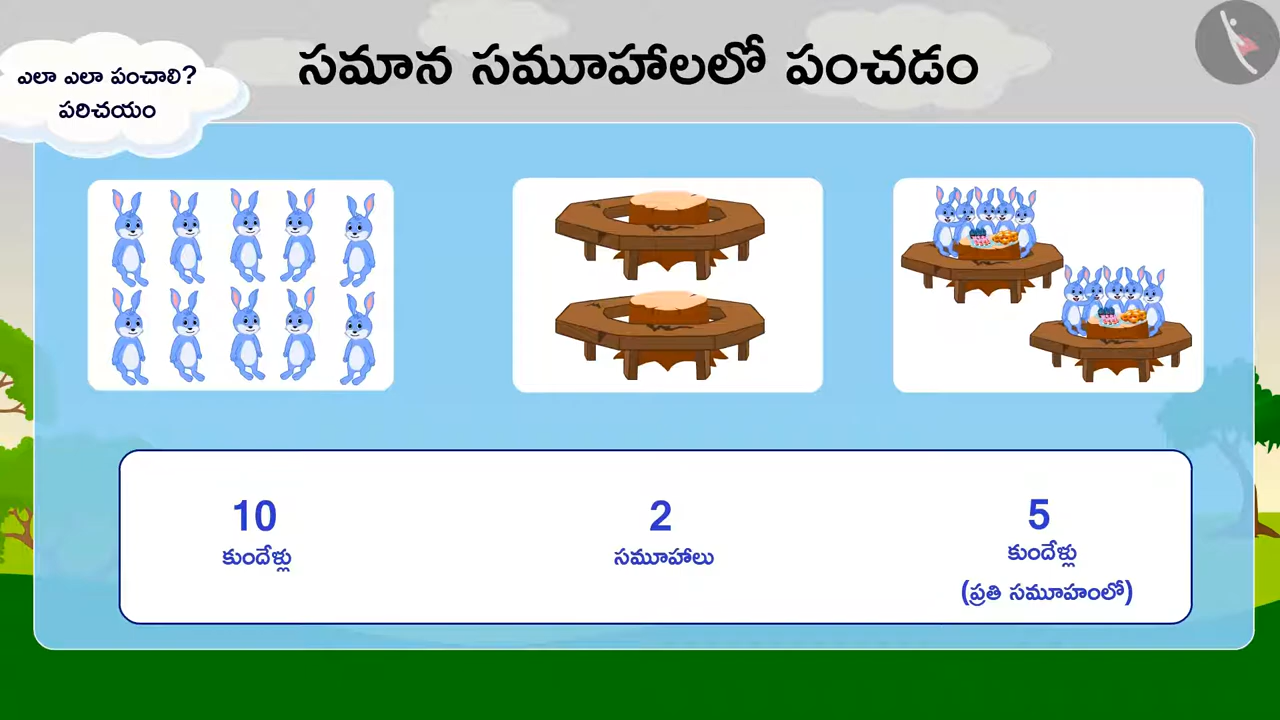 సమాన సమూహాలలో పంచడం
ఎలా ఎలా పంచాలి?
పరిచయం
10
కుందేళ్లు
2
సమూహాలు
5
కుందేళ్లు
(ప్రతి సమూహంలో)